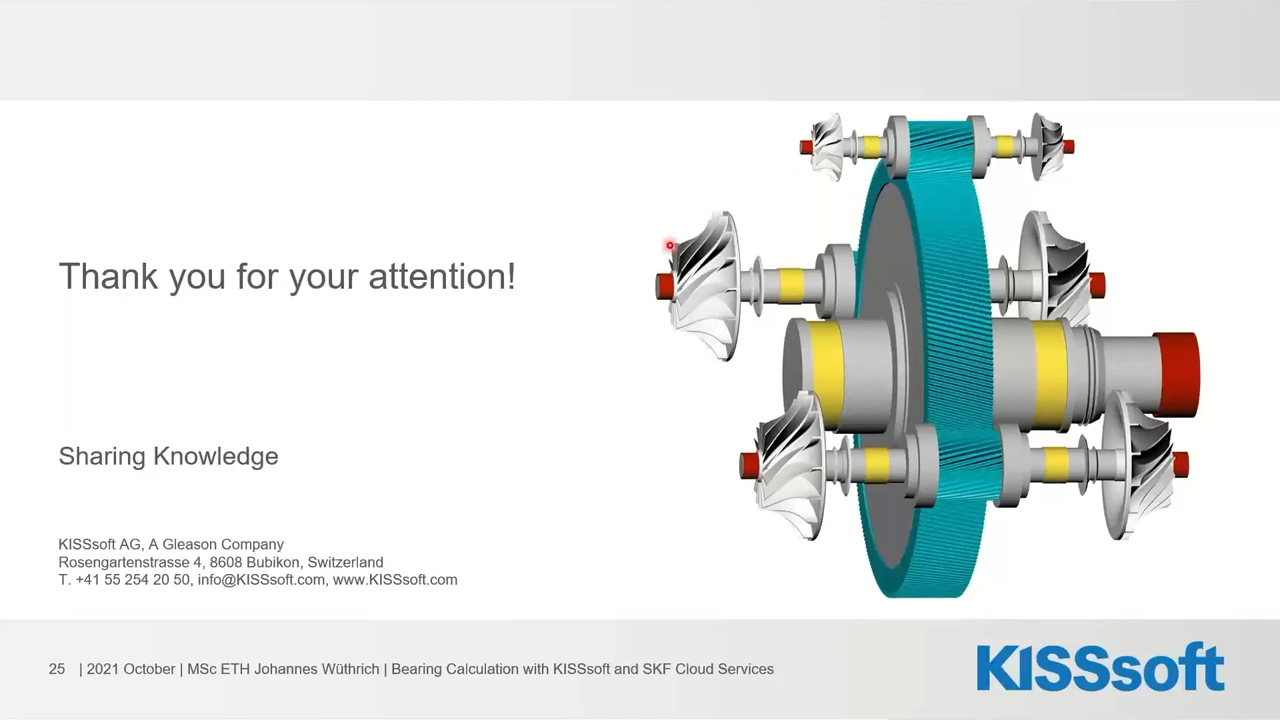 Thank you for your attention!
Sharing Knowledge
KISSsoft AG, A Gleason Company
Rosengartenstrasse 4, 8608 Bubikon, Switzerland
T. +41 55 254 20 50, info@KISSsoft.com, www.KISSsoft.com
25 | 2021 October | MSc ETH Johannes Wüthrich | Bearing Calculation with KISSsoft and SKF Cloud Services
KISSsoft